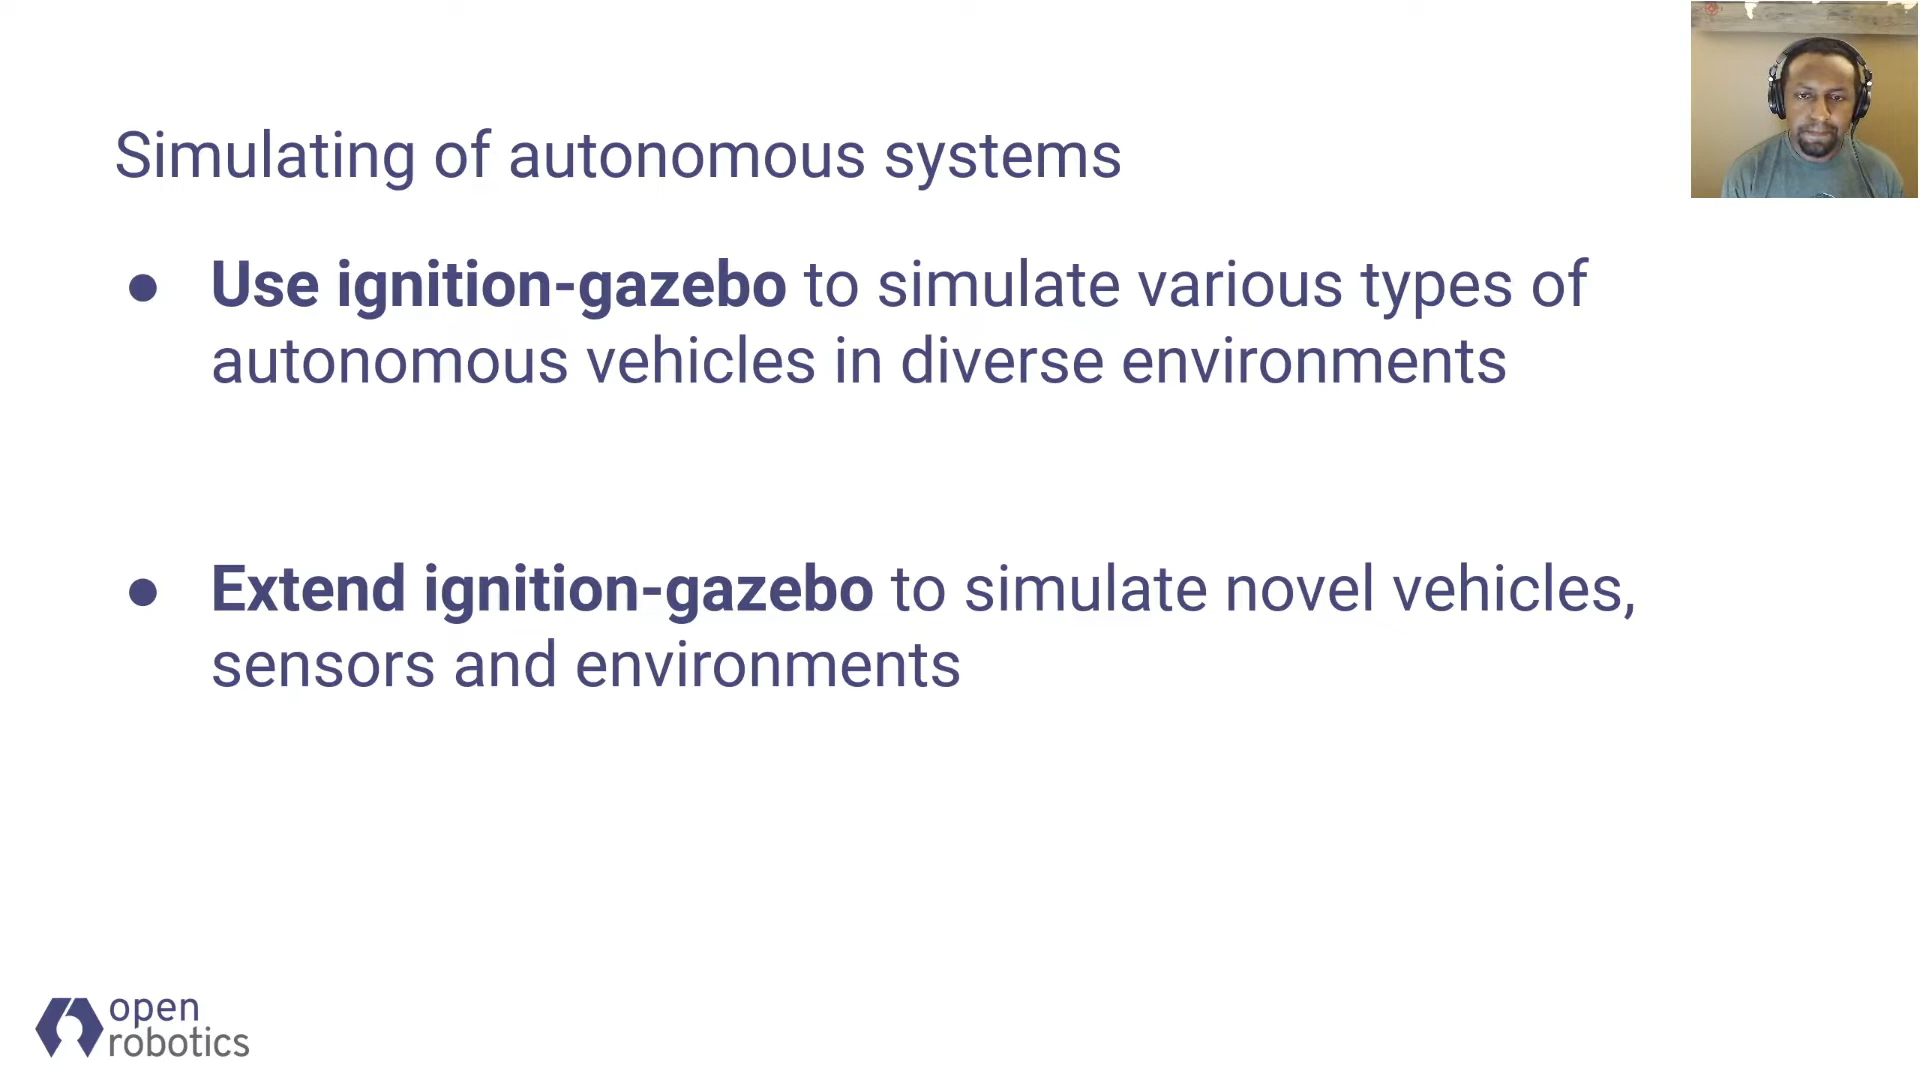 Simulating of autonomous systems
● Use ignition-gazebo to simulate various types of
autonomous vehicles in diverse environments
● Extend ignition-gazebo to simulate novel vehicles,
sensors and environments
open
robotics